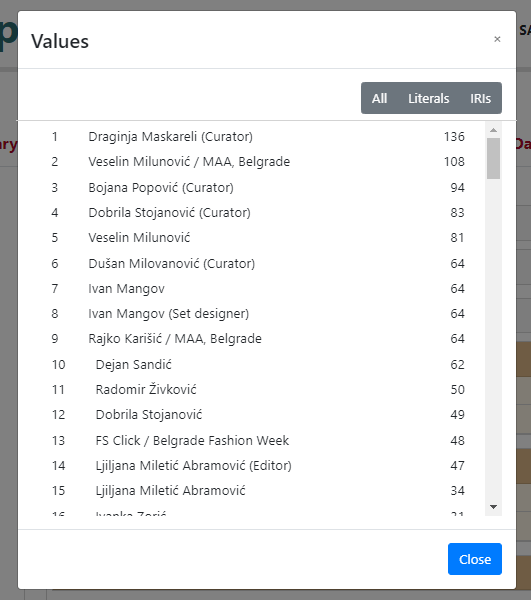 Values ×
All Literals IRIs
1 Draginja Maskareli (Curator) 136
2 Veselin Milunović / MAA, Belgrade 108
3 Bojana Popović (Curator) 94
4 Dobrila Stojanović (Curator) 83
5 Veselin Milunović 81
6 Dušan Milovanović (Curator) 64
7 Ivan Mangov 64
8 Ivan Mangov (Set designer) 64
9 Rajko Karišić / MAA, Belgrade 64
10 Dejan Sandić 62
11 Radomir Živković 50
12 Dobrila Stojanović 49
13 FS Click / Belgrade Fashion Week 48
14 Ljiljana Miletić Abramović (Editor) 47
15 Ljiljana Miletić Abramović 34
16 Ivanka Zorić
Close